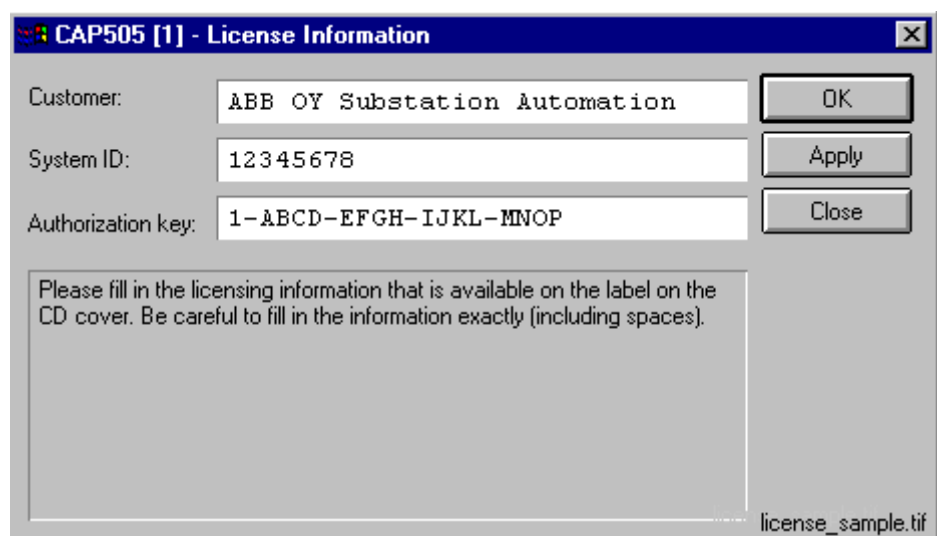 CAP505 [1] - License Information
Customer:
ABB OY Substation Automation
OK
System ID:
12345678
Apply
Authorization key:
1-ABCD-EFGH-IJKL-MNOP
Close
Please fill in the licensing information that is available on the label on the
CD cover. Be careful to fill in the information exactly (including spaces).
license_sample.tif